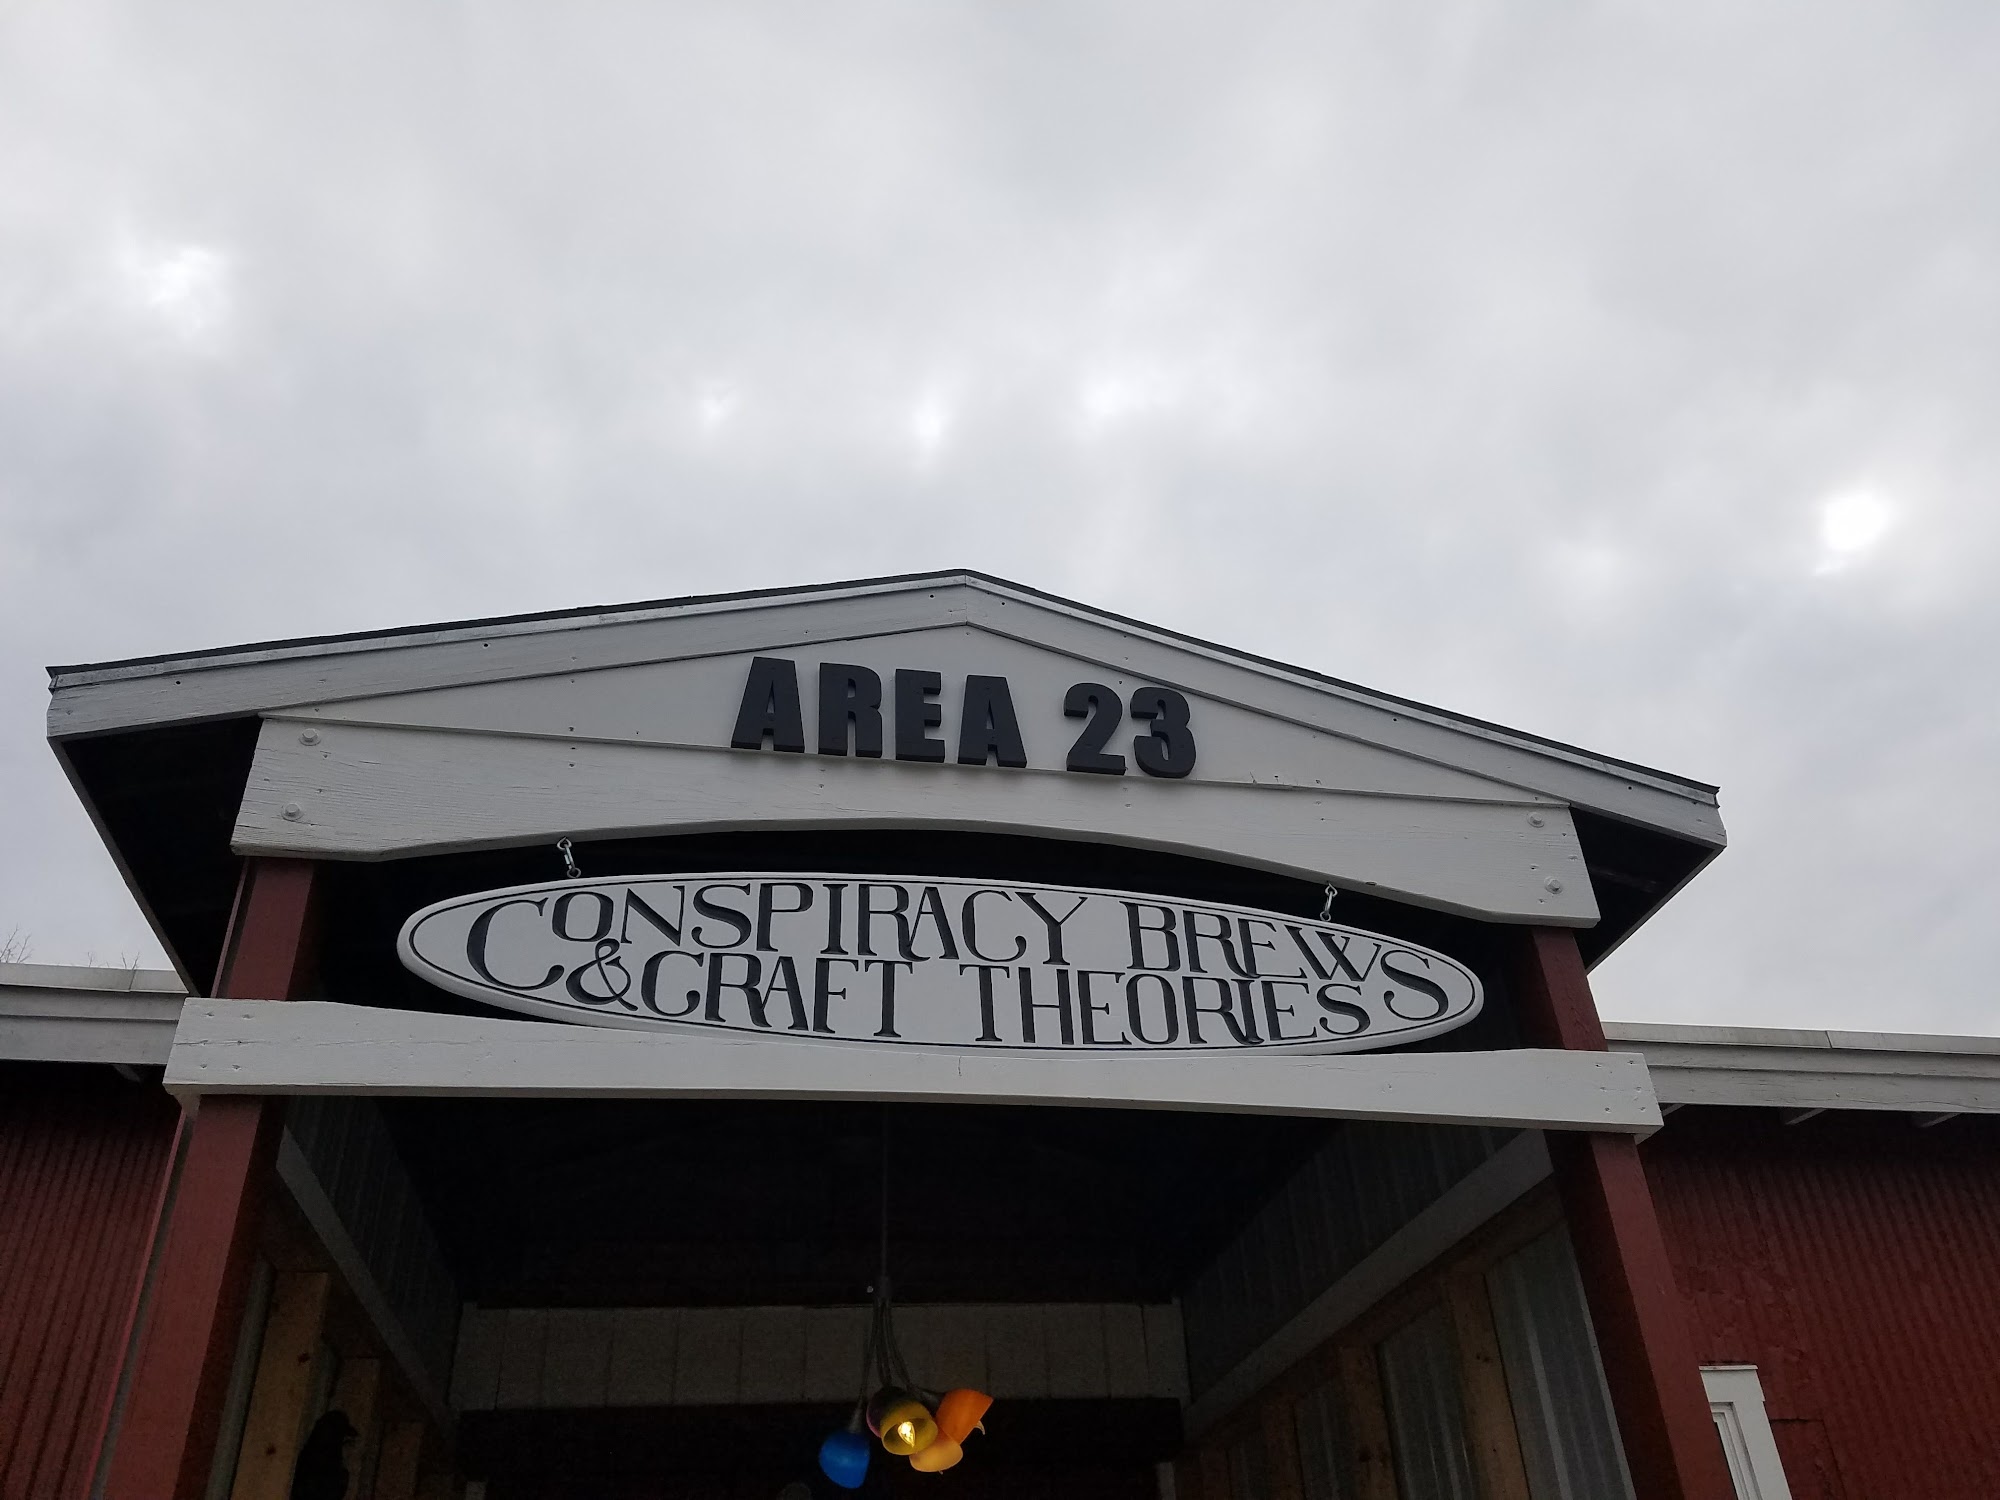 AREA 23
CONSPIRACY BREWS
& CRAFT THEORIES